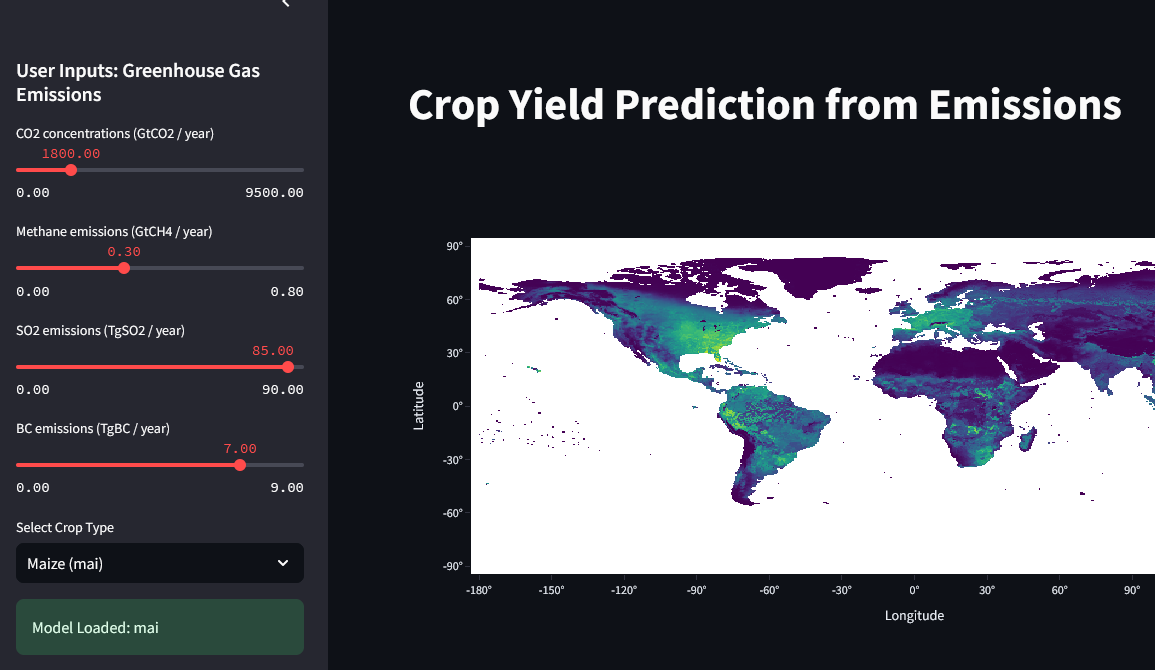 User Inputs: Greenhouse Gas
Emissions
CO2 concentrations (GtCO2 / year)
1800.00
0.00 9500.00
Methane emissions (GtCH4 / year)
0.30
0.00 0.80
SO2 emissions (TgSO2 / year)
85.00
0.00 90.00
BC emissions (TgBC / year)
7.00
0.00 9.00
Select Crop Type
Maize (mai)
Model Loaded: mai
Crop Yield Prediction from Emissions
90°
60°
30°
0°
-30°
-60°
-90°
Latitude
-180° -150° -120° -90° -60° -30° 0° 30° 60° 90°
Longitude